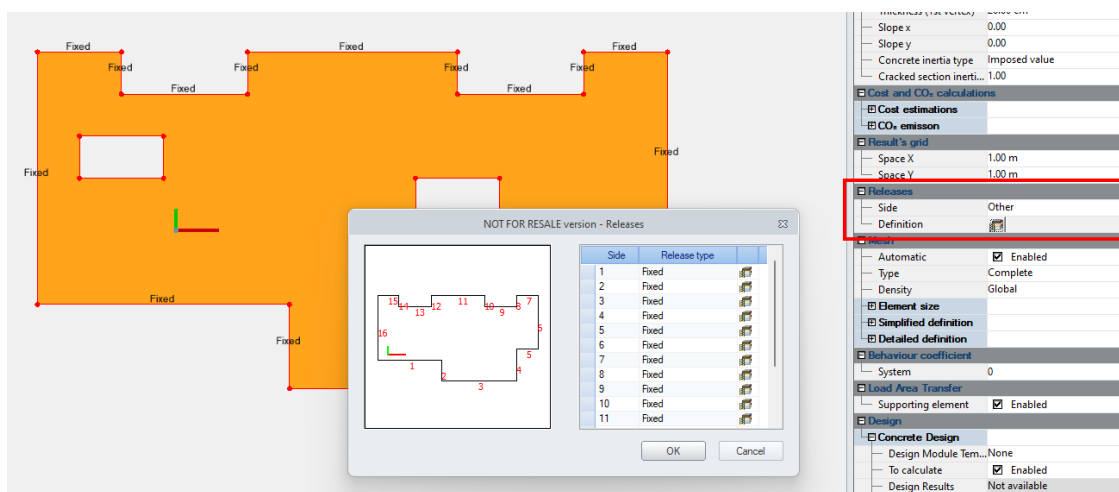 Fixed
Fixed
Fixed
Fixed
Fixed
Fixed
Fixed
Fixed
Fixed
Fixed
Fixed
Fixed
Fixed
NOT FOR RESALE version - Releases
15
14
13
12
11
10
9
8
7
6
5
4
3
2
1
16
Side Release type
1 Fixed
2 Fixed
3 Fixed
4 Fixed
5 Fixed
6 Fixed
7 Fixed
8 Fixed
9 Fixed
10 Fixed
11 Fixed
OK Cancel
Thickness (1st vertex) 20.00 cm
Slope x 0.00
Slope y 0.00
Concrete inertia type Imposed value
Cracked section inerti... 1.00
Cost and CO₂ calculations
Cost estimations
CO₂ emisson
Result's grid
Space X 1.00 m
Space Y 1.00 m
Releases
Side Other
Definition
Mesh
Automatic Enabled
Type Complete
Density Global
Element size
Simplified definition
Detailed definition
Behaviour coefficient
System 0
Load Area Transfer
Supporting element Enabled
Design
Concrete Design
Design Module Tem... None
To calculate Enabled
Design Results Not available